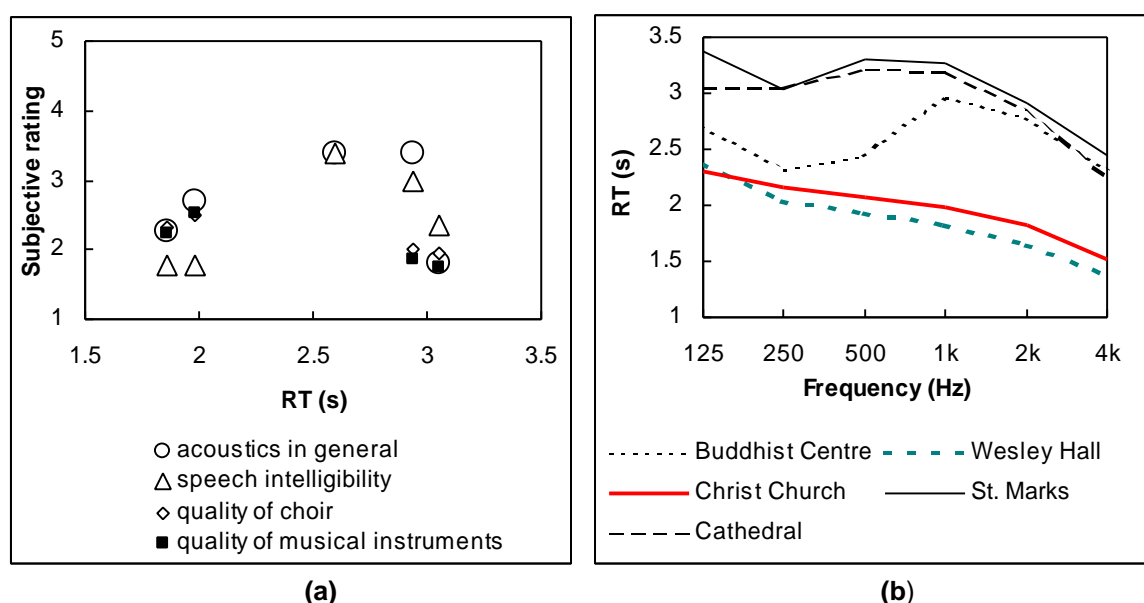 5
4
3
2
1
Subjective rating
1.5 2 2.5 3 3.5
RT (s)
acoustics in general
speech intelligibility
quality of choir
quality of musical instruments
(a)
3.5
3
2.5
2
1.5
1
RT (s)
125 250 500 1k 2k 4k
Frequency (Hz)
Buddhist Centre Wesley Hall
Christ Church St. Marks
Cathedral
(b)